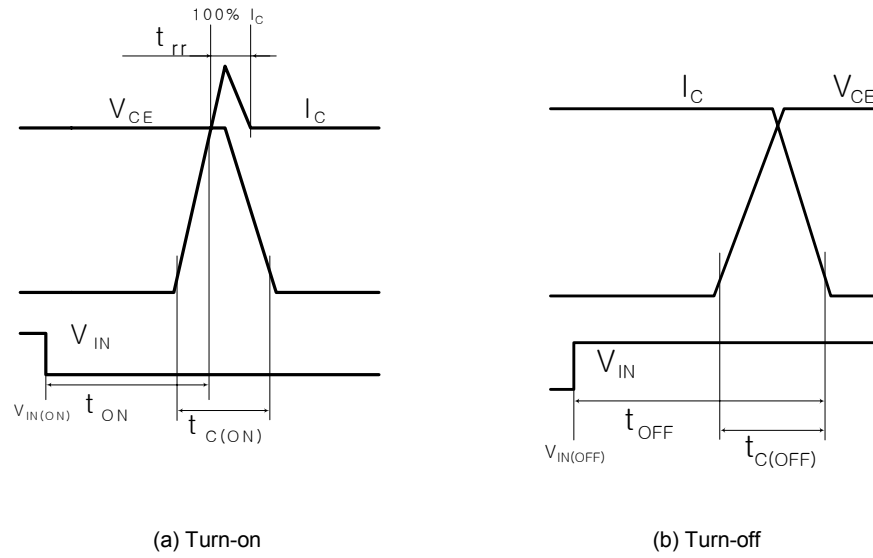 100% I_C
t_rr
V_CE
I_C
V_IN
V_IN(ON)
t_ON
t_C(ON)
(a) Turn-on
I_C
V_CE
V_IN
V_IN(OFF)
t_OFF
t_C(OFF)
(b) Turn-off